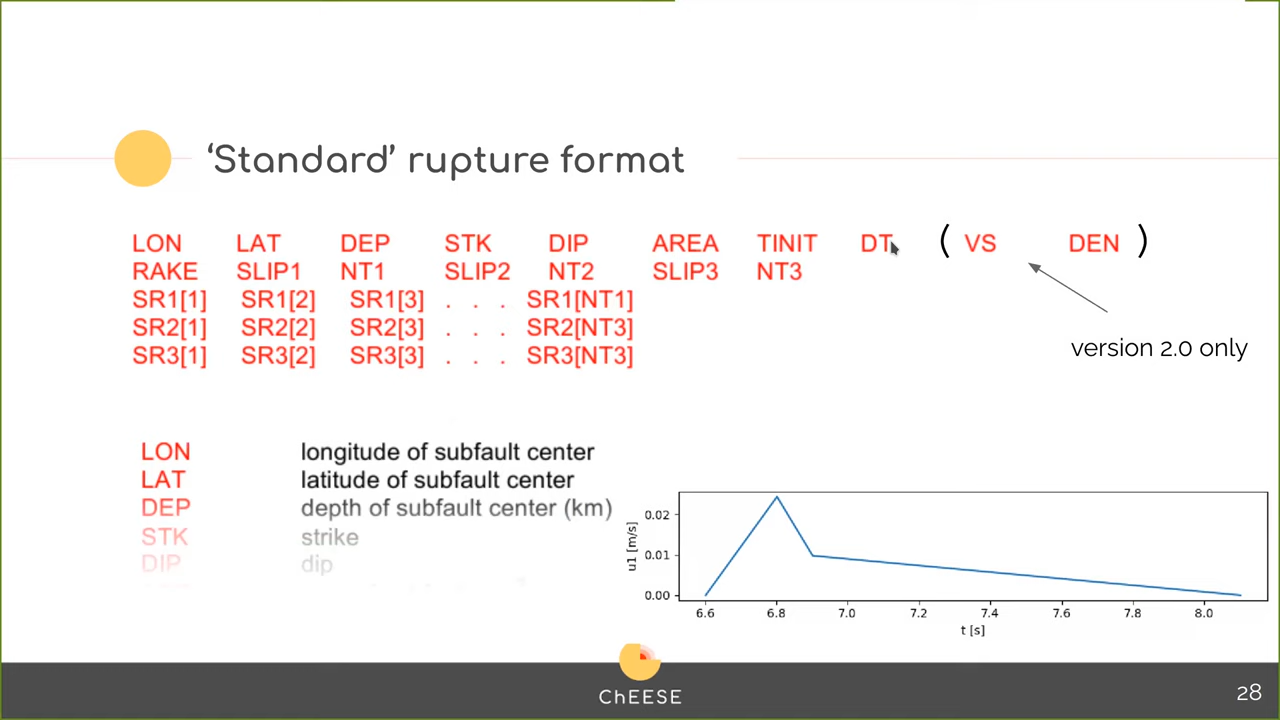 ‘Standard’ rupture format
LON LAT DEP STK DIP AREA TINIT DT ( VS DEN )
RAKE SLIP1 NT1 SLIP2 NT2 SLIP3 NT3
SR1[1] SR1[2] SR1[3] . . . SR1[NT1]
SR2[1] SR2[2] SR2[3] . . . SR2[NT3]
SR3[1] SR3[2] SR3[3] . . . SR3[NT3]
version 2.0 only
LON longitude of subfault center
LAT latitude of subfault center
DEP depth of subfault center (km)
STK strike
DIP dip
u1 [m/s]
0.02
0.01
0.00
6.6 6.8 7.0 7.2 7.4 7.6 7.8 8.0
t [s]
ChEESE
28